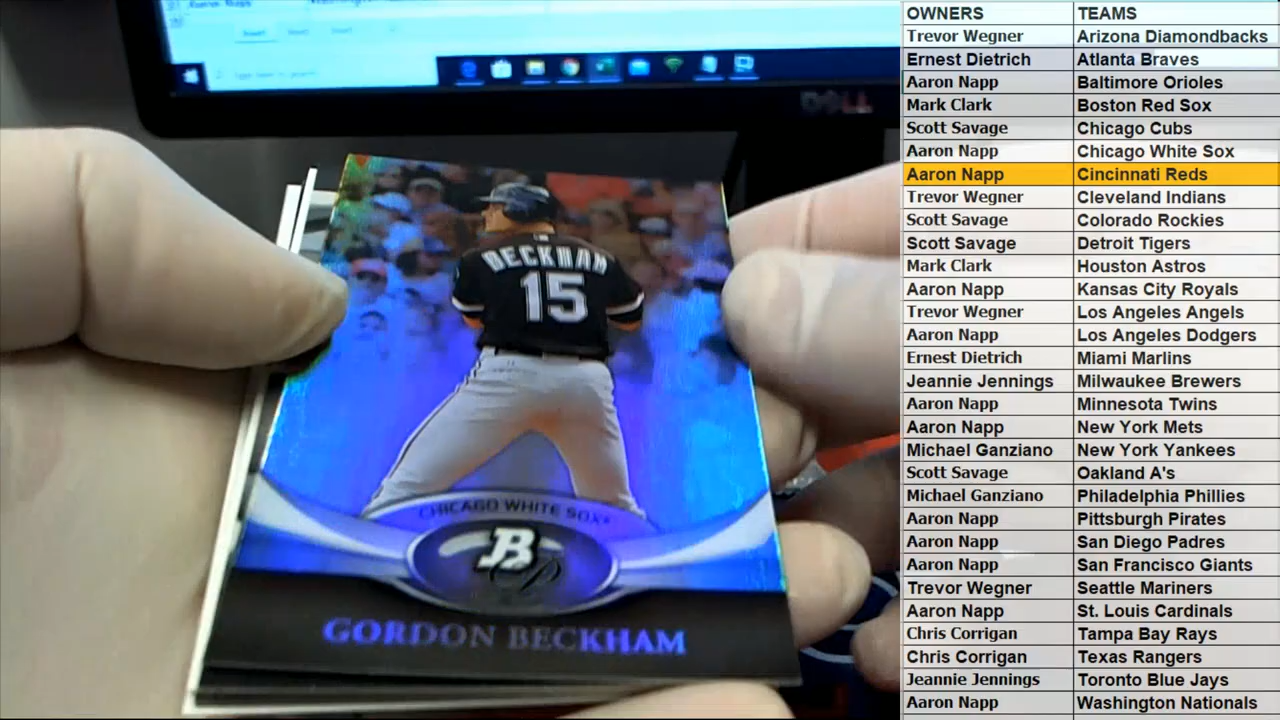 DELL
BECKHAM
15
CHICAGO WHITE SOX
B
P
GORDON BECKHAM
OWNERS TEAMS
Trevor Wegner Arizona Diamondbacks
Ernest Dietrich Atlanta Braves
Aaron Napp Baltimore Orioles
Mark Clark Boston Red Sox
Scott Savage Chicago Cubs
Aaron Napp Chicago White Sox
Aaron Napp Cincinnati Reds
Trevor Wegner Cleveland Indians
Scott Savage Colorado Rockies
Scott Savage Detroit Tigers
Mark Clark Houston Astros
Aaron Napp Kansas City Royals
Trevor Wegner Los Angeles Angels
Aaron Napp Los Angeles Dodgers
Ernest Dietrich Miami Marlins
Jeannie Jennings Milwaukee Brewers
Aaron Napp Minnesota Twins
Aaron Napp New York Mets
Michael Ganziano New York Yankees
Scott Savage Oakland A's
Michael Ganziano Philadelphia Phillies
Aaron Napp Pittsburgh Pirates
Aaron Napp San Diego Padres
Aaron Napp San Francisco Giants
Trevor Wegner Seattle Mariners
Aaron Napp St. Louis Cardinals
Chris Corrigan Tampa Bay Rays
Chris Corrigan Texas Rangers
Jeannie Jennings Toronto Blue Jays
Aaron Napp Washington Nationals